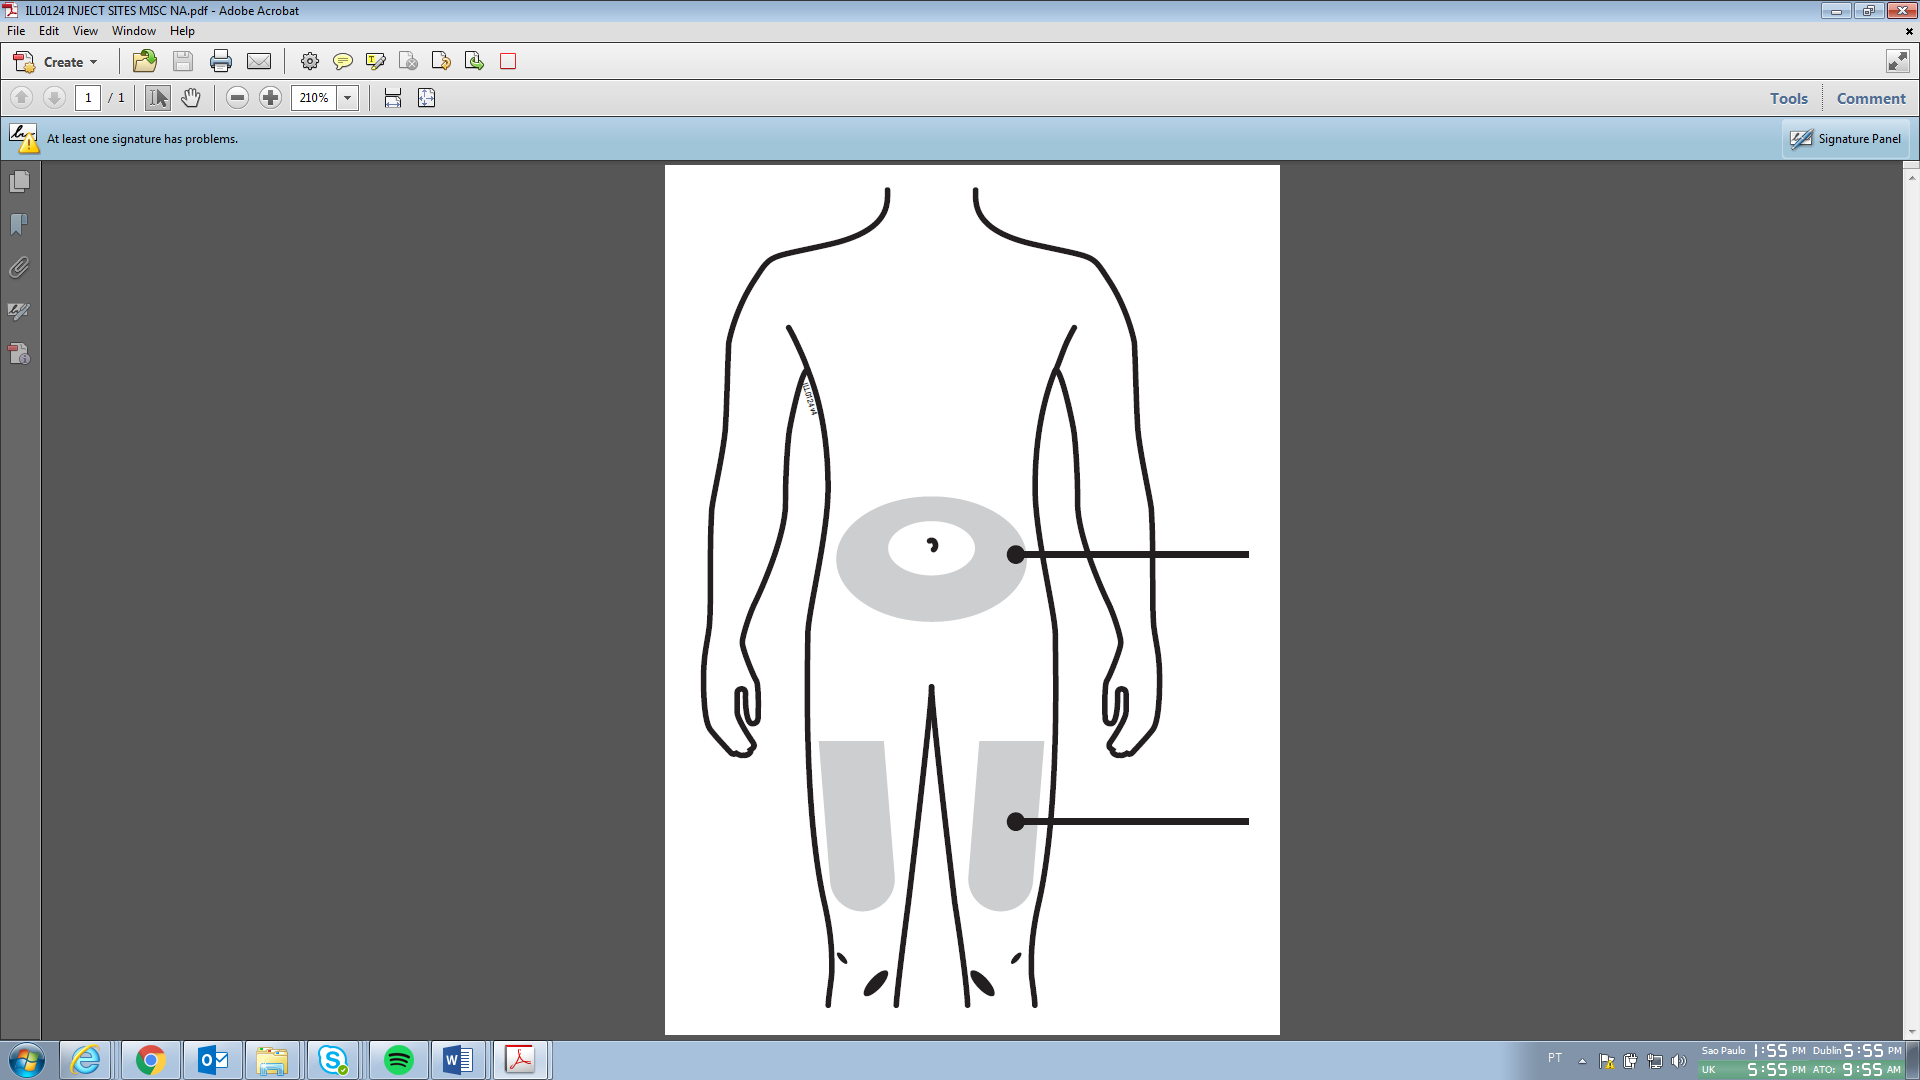 ILL0124 INJECT SITES MISC NA.pdf - Adobe Acrobat
File Edit View Window Help
Create
1 / 1 210% Tools Comment
At least one signature has problems. Signature Panel
ILL0124 v4
PT
Sao Paulo 1:55 PM Dublin 5:55 PM
UK 5:55 PM ATO: 9:55 AM